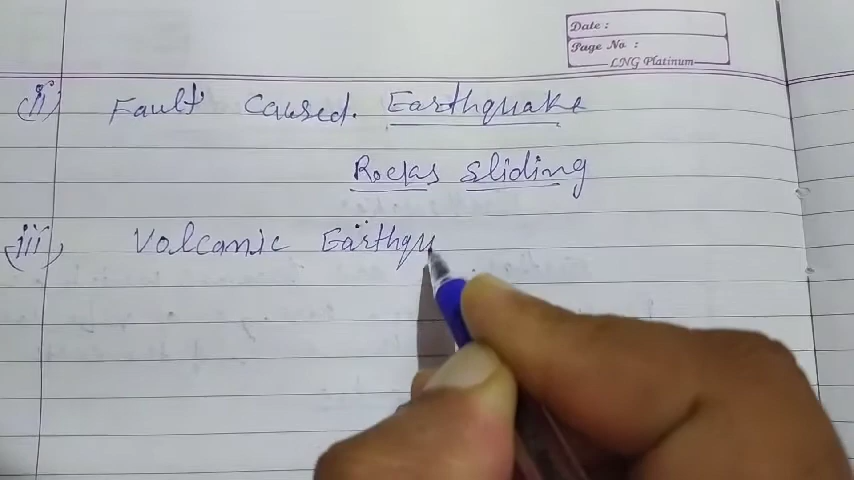 Date :
Page No :
LNG Platinum
(ii) Fault Caused. Earthquake
Rocks Sliding
(iii) Volcanic Earthqu